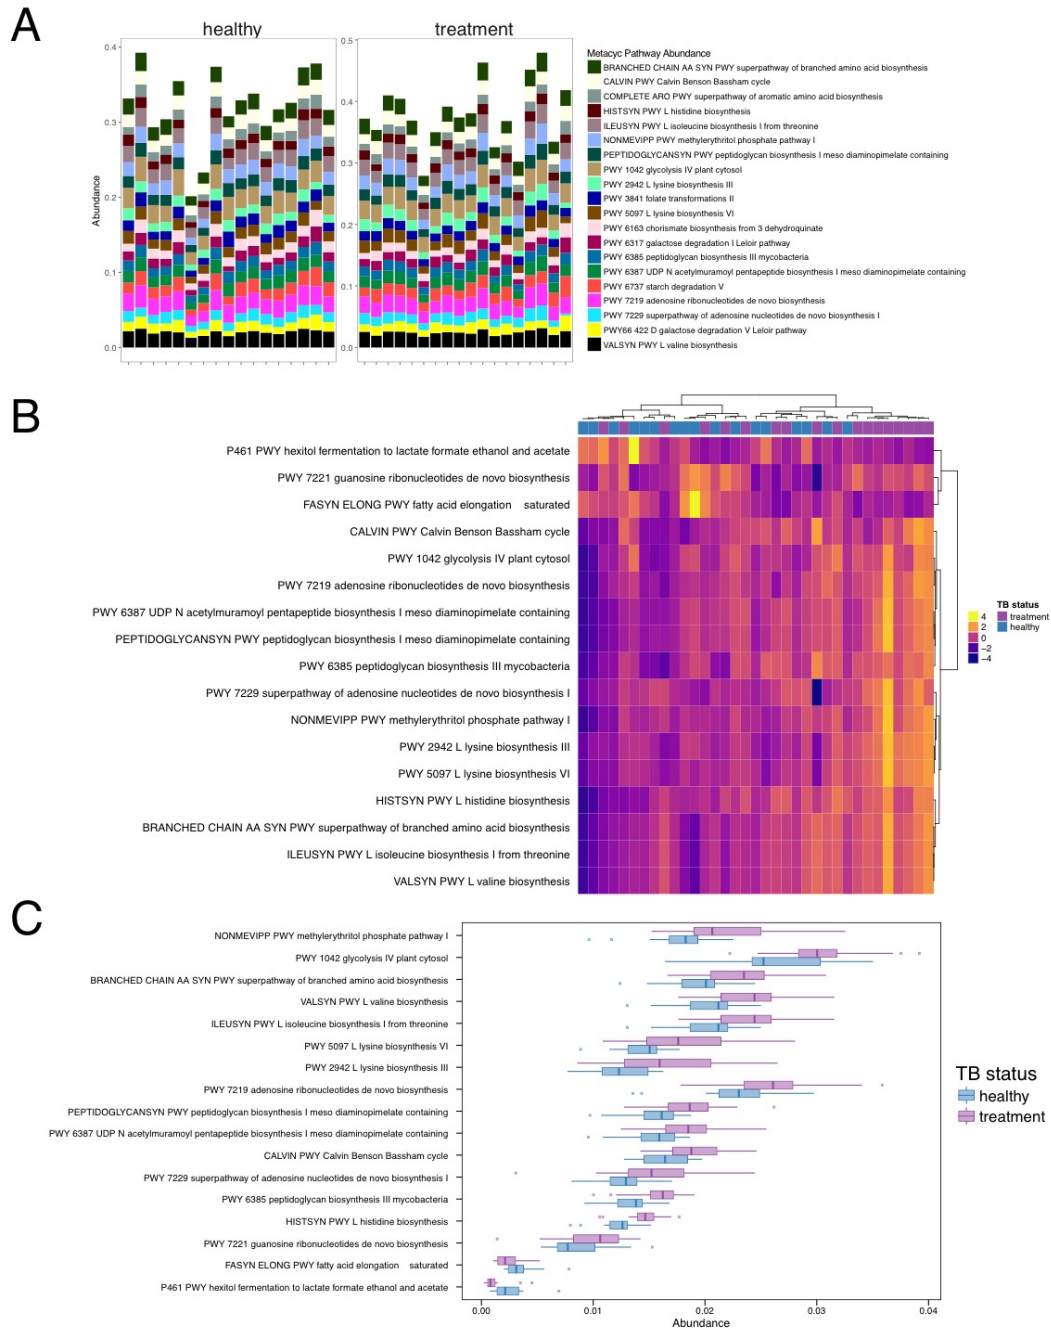 A
healthy
treatment
Abundance
0.4
0.3
0.2
0.1
0.0
0.5
0.4
0.3
0.2
0.1
0.0
Metacyc Pathway Abundance
BRANCHED CHAIN AA SYN PWY superpathway of branched amino acid biosynthesis
CALVIN PWY Calvin Benson Bassham cycle
COMPLETE ARO PWY superpathway of aromatic amino acid biosynthesis
HISTSYN PWY L histidine biosynthesis
ILEUSYN PWY L isoleucine biosynthesis I from threonine
NONMEVIPP PWY methylerythritol phosphate pathway I
PEPTIDOGLYCANSYN PWY peptidoglycan biosynthesis I meso diaminopimelate containing
PWY 1042 glycolysis IV plant cytosol
PWY 2942 L lysine biosynthesis III
PWY 3841 folate transformations II
PWY 5097 L lysine biosynthesis VI
PWY 6163 chorismate biosynthesis from 3 dehydroquinate
PWY 6317 galactose degradation I Leloir pathway
PWY 6385 peptidoglycan biosynthesis III mycobacteria
PWY 6387 UDP N acetylmuramoyl pentapeptide biosynthesis I meso diaminopimelate containing
PWY 6737 starch degradation V
PWY 7219 adenosine ribonucleotides de novo biosynthesis
PWY 7229 superpathway of adenosine nucleotides de novo biosynthesis I
PWY66 422 D galactose degradation V Leloir pathway
VALSYN PWY L valine biosynthesis
B
P461 PWY hexitol fermentation to lactate formate ethanol and acetate
PWY 7221 guanosine ribonucleotides de novo biosynthesis
FASYN ELONG PWY fatty acid elongation saturated
CALVIN PWY Calvin Benson Bassham cycle
PWY 1042 glycolysis IV plant cytosol
PWY 7219 adenosine ribonucleotides de novo biosynthesis
PWY 6387 UDP N acetylmuramoyl pentapeptide biosynthesis I meso diaminopimelate containing
PEPTIDOGLYCANSYN PWY peptidoglycan biosynthesis I meso diaminopimelate containing
PWY 6385 peptidoglycan biosynthesis III mycobacteria
PWY 7229 superpathway of adenosine nucleotides de novo biosynthesis I
NONMEVIPP PWY methylerythritol phosphate pathway I
PWY 2942 L lysine biosynthesis III
PWY 5097 L lysine biosynthesis VI
HISTSYN PWY L histidine biosynthesis
BRANCHED CHAIN AA SYN PWY superpathway of branched amino acid biosynthesis
ILEUSYN PWY L isoleucine biosynthesis I from threonine
VALSYN PWY L valine biosynthesis
4
2
0
−2
−4
TB status
treatment
healthy
C
NONMEVIPP PWY methylerythritol phosphate pathway I
PWY 1042 glycolysis IV plant cytosol
BRANCHED CHAIN AA SYN PWY superpathway of branched amino acid biosynthesis
VALSYN PWY L valine biosynthesis
ILEUSYN PWY L isoleucine biosynthesis I from threonine
PWY 5097 L lysine biosynthesis VI
PWY 2942 L lysine biosynthesis III
PWY 7219 adenosine ribonucleotides de novo biosynthesis
PEPTIDOGLYCANSYN PWY peptidoglycan biosynthesis I meso diaminopimelate containing
PWY 6387 UDP N acetylmuramoyl pentapeptide biosynthesis I meso diaminopimelate containing
CALVIN PWY Calvin Benson Bassham cycle
PWY 7229 superpathway of adenosine nucleotides de novo biosynthesis I
PWY 6385 peptidoglycan biosynthesis III mycobacteria
HISTSYN PWY L histidine biosynthesis
PWY 7221 guanosine ribonucleotides de novo biosynthesis
FASYN ELONG PWY fatty acid elongation saturated
P461 PWY hexitol fermentation to lactate formate ethanol and acetate
0.00
0.01
0.02
0.03
0.04
Abundance
TB status
healthy
treatment